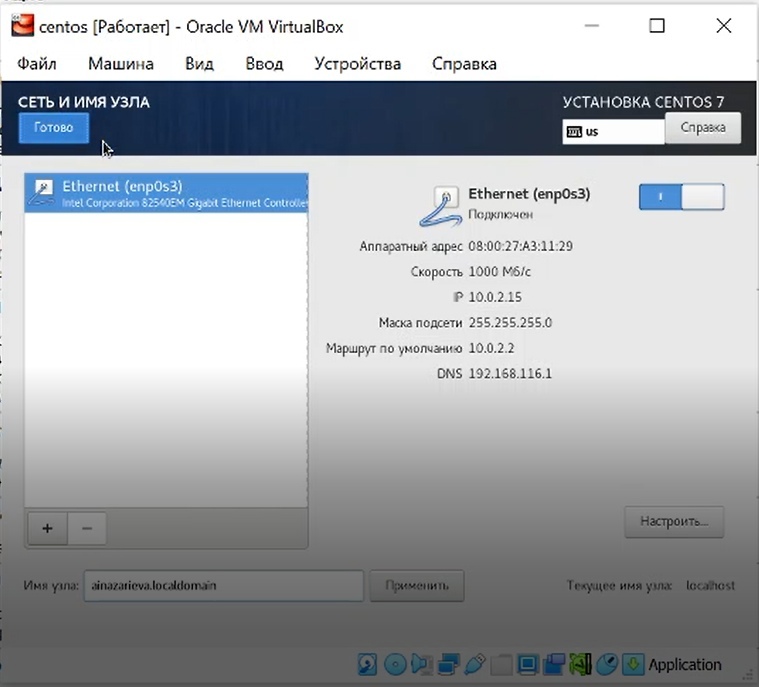 centos [Работает] - Oracle VM VirtualBox
Файл Машина Вид Ввод Устройства Справка
СЕТЬ И ИМЯ УЗЛА
Готово
УСТАНОВКА CENTOS 7
us
Справка
Ethernet (enp0s3)
Intel Corporation 82540EM Gigabit Ethernet Controlle
Ethernet (enp0s3)
Подключен
Аппаратный адрес 08:00:27:A3:11:29
Скорость 1000 Мб/с
IP 10.0.2.15
Маска подсети 255.255.255.0
Маршрут по умолчанию 10.0.2.2
DNS 192.168.116.1
+ −
Настроить...
Имя узла: ainazarieva.localdomain Применить Текущее имя узла: localhost
Application